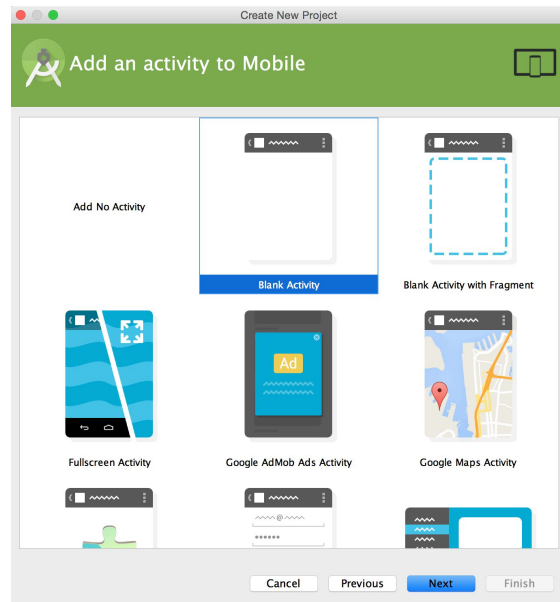 Create New Project
Add an activity to Mobile
Add No Activity
Blank Activity
Blank Activity with Fragment
Ad
Fullscreen Activity
Google AdMob Ads Activity
Google Maps Activity
@
Cancel
Previous
Next
Finish